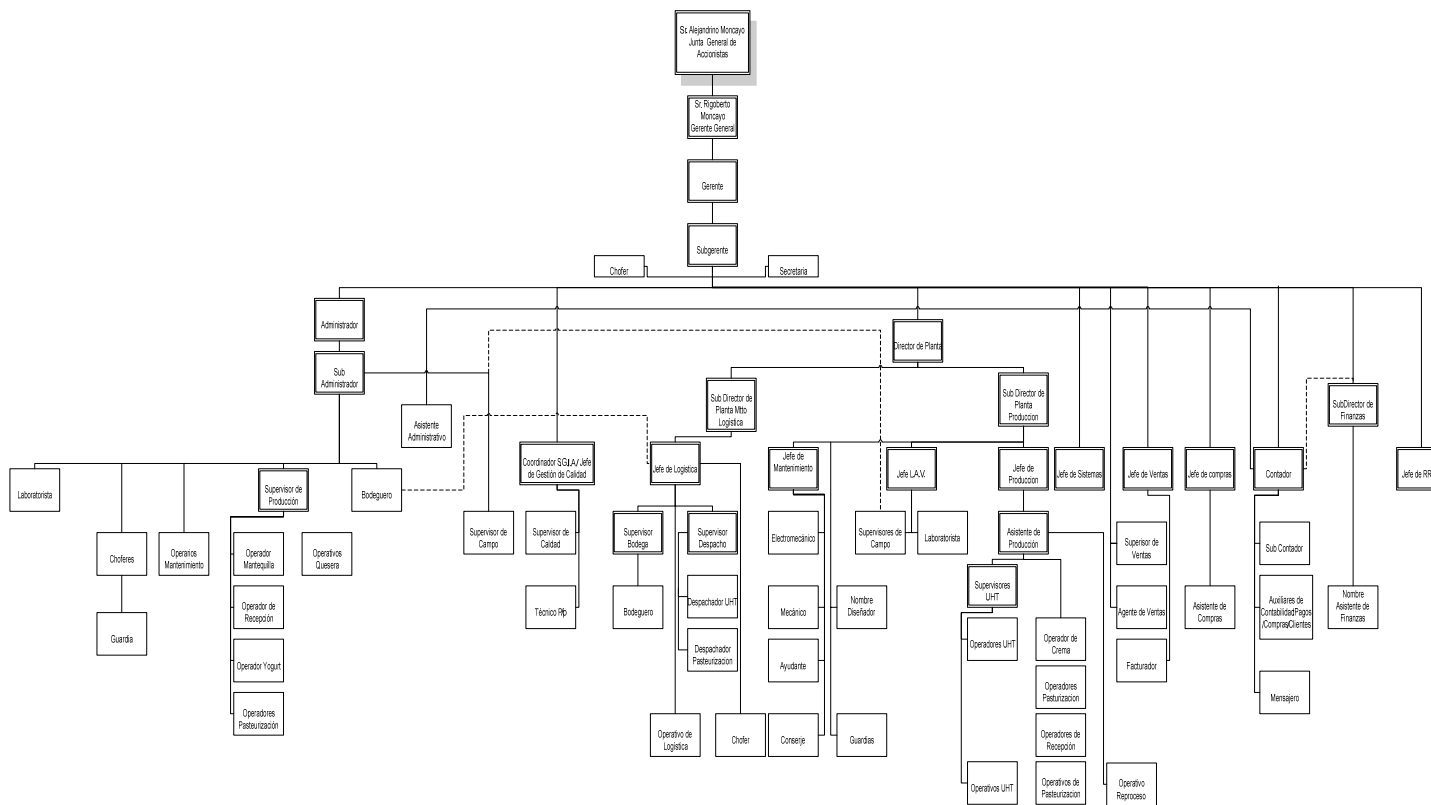 Sr. Alejandrino Moncayo
Junta General de
Accionistas
Sr. Rigoberto
Moncayo
Gerente General
Gerente
Subgerente
Chofer
Secretaria
Administrador
Director de Planta
Sub
Administrador
Sub Director de
Planta Mtto
Logística
Sub Director de
Planta
Produccion
SubDirector de
Finanzas
Asistente
Administrativo
Laboratorista
Supervisor de
Producción
Bodeguero
Coordinador S.G.I.A./ Jefe
de Gestión de Calidad
Jefe de Logística
Jefe de
Mantenimiento
Jefe L.A.V.
Jefe de
Produccion
Jefe de Sistemas
Jefe de Ventas
Jefe de compras
Contador
Jefe de RR
Choferes
Operarios
Mantenimiento
Operador
Mantequilla
Operativos
Quesera
Supervisor de
Campo
Supervisor de
Calidad
Supervisor
Bodega
Supervisor
Despacho
Electromecánico
Supervisores de
Campo
Laboratorista
Asistente de
Producción
Superisor de
Ventas
Sub Contador
Guardia
Operador de
Recepción
Técnico Rip
Bodeguero
Despachador UHT
Mecánico
Nombre
Diseñador
Supervisores
UHT
Agente de Ventas
Asistente de
Compras
Auxiliares de
Contabilidad/Pagos
/Compras/Clientes
Nombre
Asistente de
Finanzas
Operador Yogurt
Despachador
Pasteurizacion
Ayudante
Operadores UHT
Operador de
Crema
Facturador
Operadores
Pasteurización
Operadores
Pasturizacion
Mensajero
Operativo de
Logística
Chofer
Conserje
Guardias
Operadores de
Recepción
Operativos UHT
Operativos de
Pasteurizacion
Operativo
Reproceso